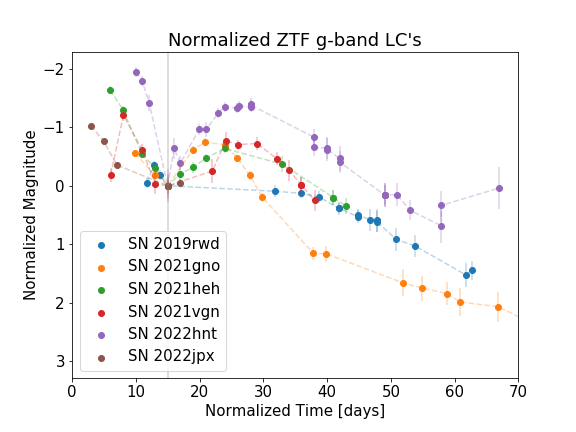 Normalized ZTF g-band LC's
Normalized Magnitude
−2
−1
0
1
2
3
SN 2019rwd
SN 2021gno
SN 2021heh
SN 2021vgn
SN 2022hnt
SN 2022jpx
0 10 20 30 40 50 60 70
Normalized Time [days]